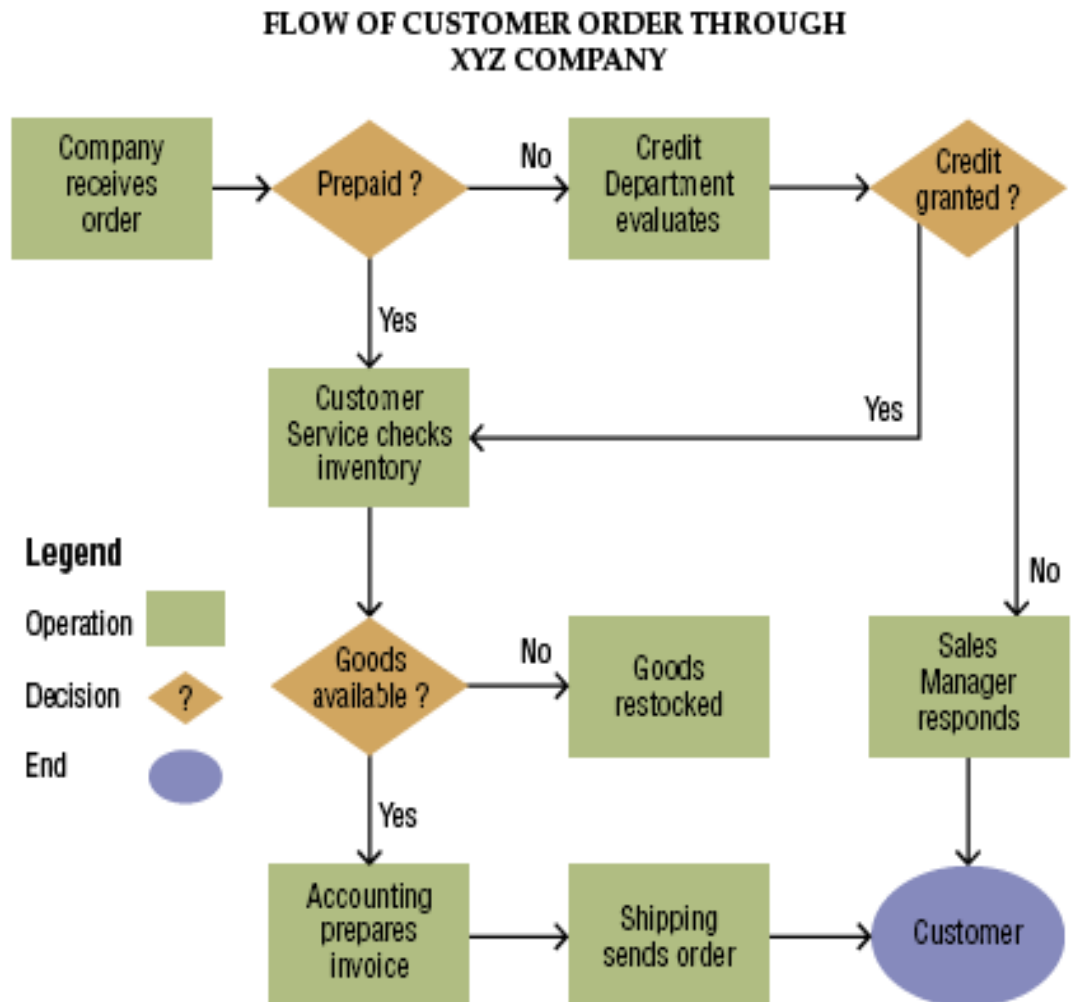 FLOW OF CUSTOMER ORDER THROUGH
XYZ COMPANY
Company
receives
order
Prepaid ?
No
Credit
Department
evaluates
Credit
granted ?
Yes
Customer
Service checks
inventory
Yes
No
Legend
Operation
Decision
?
End
Goods
available ?
No
Goods
restocked
Sales
Manager
responds
Yes
Accounting
prepares
invoice
Shipping
sends order
Customer